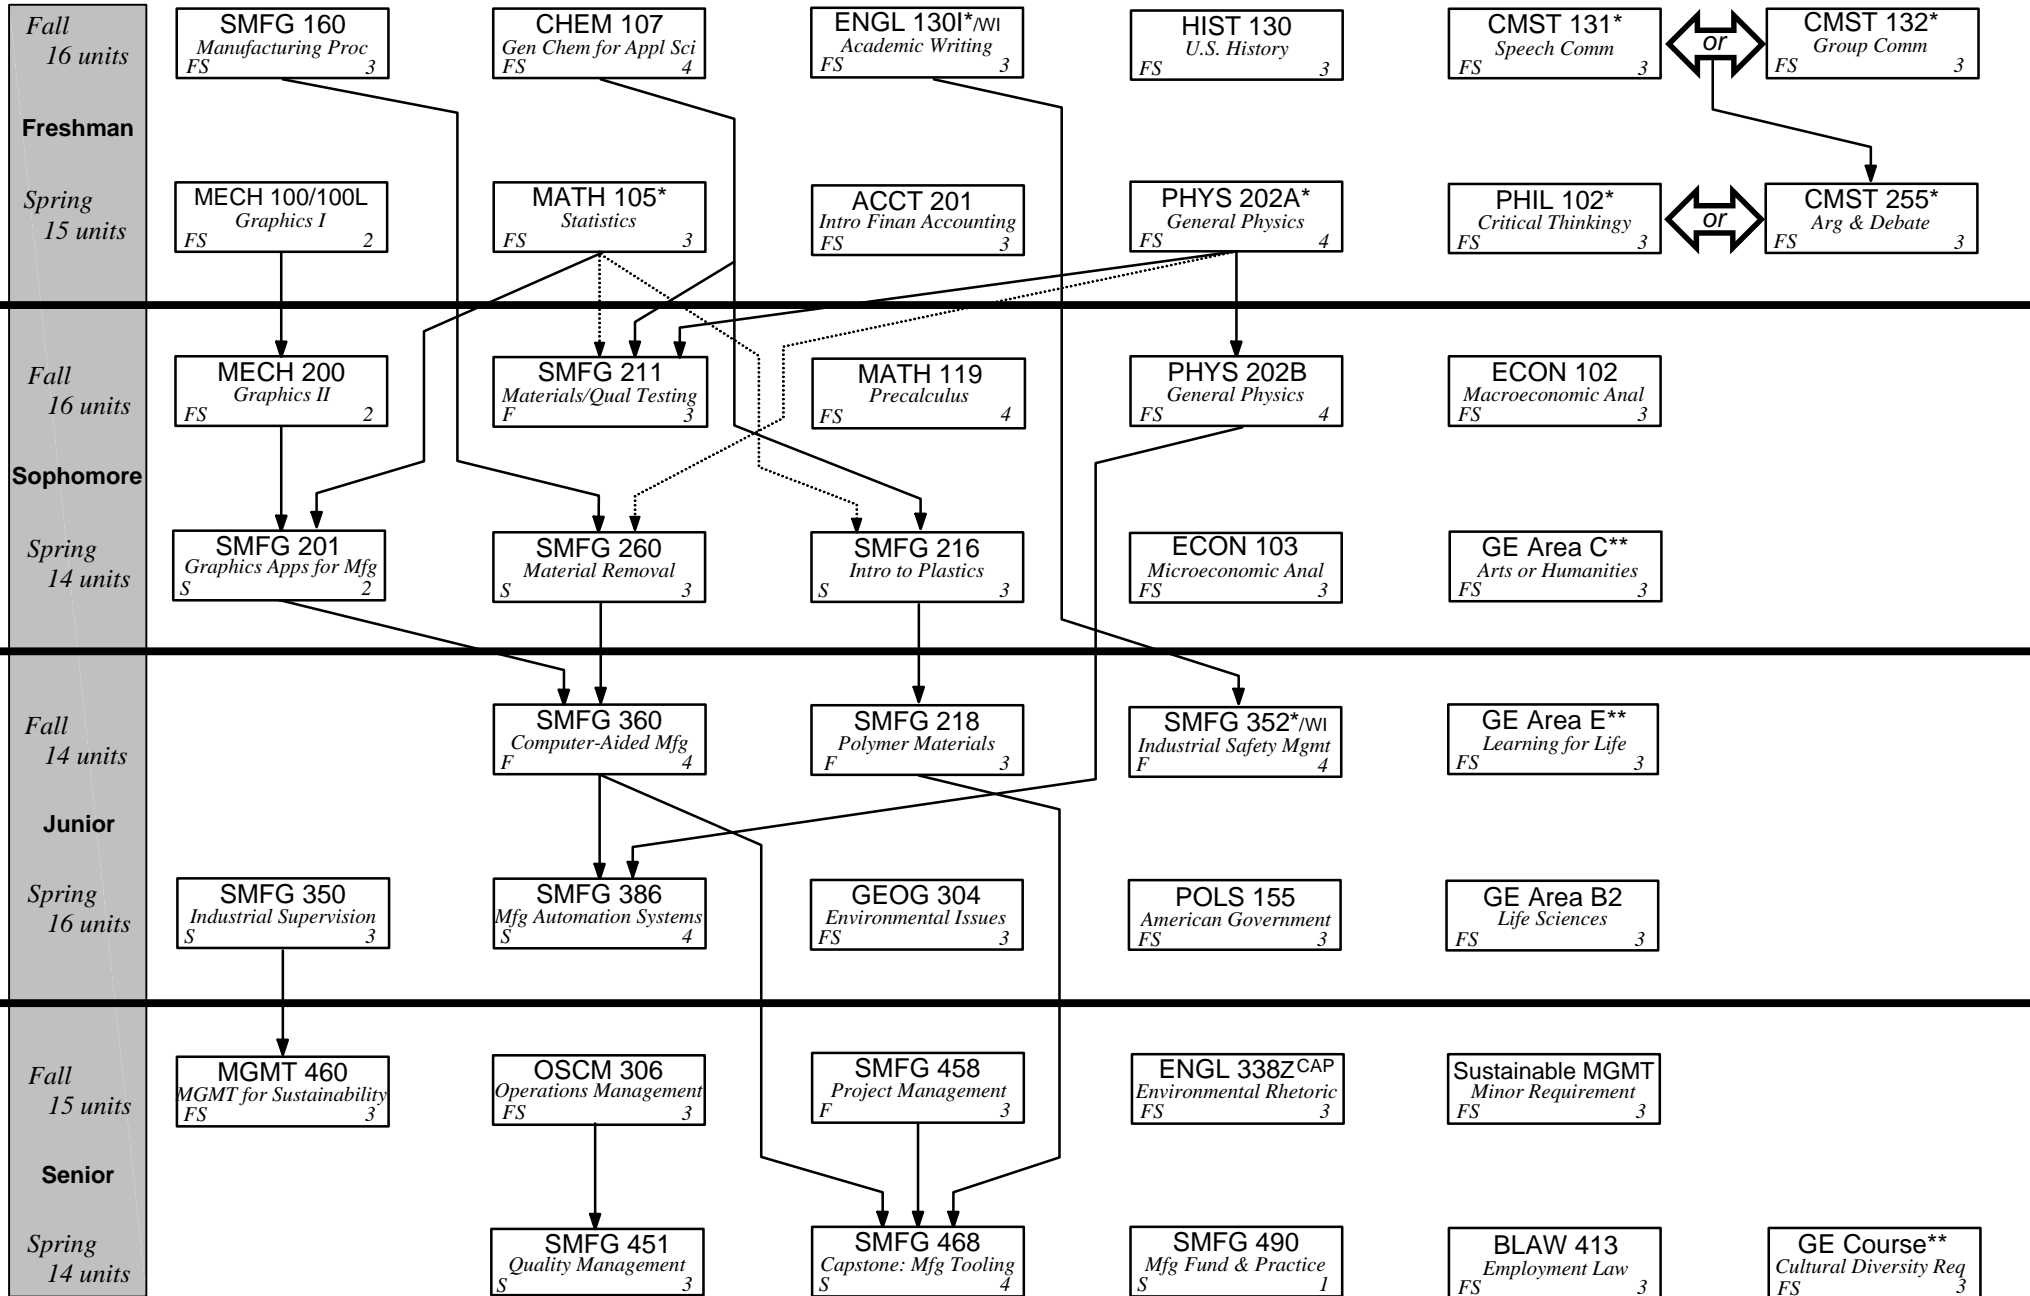 Fall
16 units
SMFG 160
Manufacturing Proc
FS 3
CHEM 107
Gen Chem for Appl Sci
FS 4
ENGL 130I*/WI
Academic Writing
FS 3
HIST 130
U.S. History
FS 3
CMST 131*
Speech Comm
FS 3
or
CMST 132*
Group Comm
FS 3
Freshman
Spring
15 units
MECH 100/100L
Graphics I
FS 2
MATH 105*
Statistics
FS 3
ACCT 201
Intro Finan Accounting
FS 3
PHYS 202A*
General Physics
FS 4
PHIL 102*
Critical Thinkingy
FS 3
or
CMST 255*
Arg & Debate
FS 3
Fall
16 units
MECH 200
Graphics II
FS 2
SMFG 211
Materials/Qual Testing
F 3
MATH 119
Precalculus
FS 4
PHYS 202B
General Physics
FS 4
ECON 102
Macroeconomic Anal
FS 3
Sophomore
Spring
14 units
SMFG 201
Graphics Apps for Mfg
S 2
SMFG 260
Material Removal
S 3
SMFG 216
Intro to Plastics
S 3
ECON 103
Microeconomic Anal
FS 3
GE Area C**
Arts or Humanities
FS 3
Fall
14 units
SMFG 360
Computer-Aided Mfg
F 4
SMFG 218
Polymer Materials
F 3
SMFG 352*/WI
Industrial Safety Mgmt
F 4
GE Area E**
Learning for Life
FS 3
Junior
Spring
16 units
SMFG 350
Industrial Supervision
S 3
SMFG 386
Mfg Automation Systems
S 4
GEOG 304
Environmental Issues
FS 3
POLS 155
American Government
FS 3
GE Area B2
Life Sciences
FS 3
Fall
15 units
MGMT 460
MGMT for Sustainability
FS 3
OSCM 306
Operations Management
FS 3
SMFG 458
Project Management
F 3
ENGL 338Z CAP
Environmental Rhetoric
FS 3
Sustainable MGMT
Minor Requirement
FS 3
Senior
Spring
14 units
SMFG 451
Quality Management
S 3
SMFG 468
Capstone: Mfg Tooling
S 4
SMFG 490
Mfg Fund & Practice
S 1
BLAW 413
Employment Law
FS 3
GE Course**
Cultural Diversity Req
FS 3